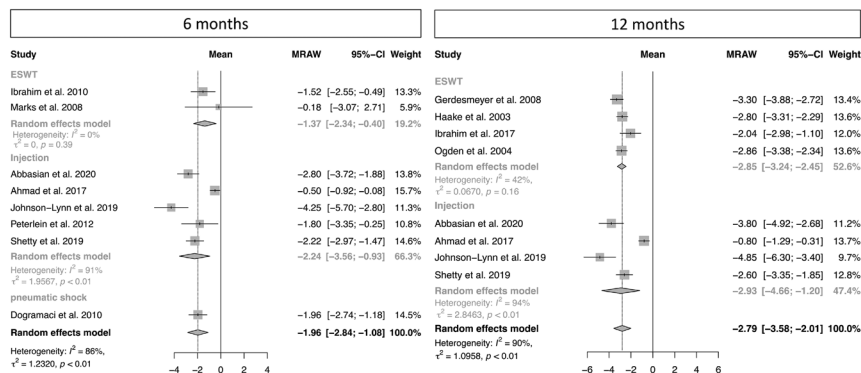 6 months
Study Mean MRAW 95%−CI Weight
ESWT
Ibrahim et al. 2010 −1.52 [−2.55; −0.49] 13.3%
Marks et al. 2008 −0.18 [−3.07; 2.71] 5.9%
Random effects model −1.37 [−2.34; −0.40] 19.2%
Heterogeneity: I² = 0%
τ² = 0, p = 0.39
Injection
Abbasian et al. 2020 −2.80 [−3.72; −1.88] 13.8%
Ahmad et al. 2017 −0.50 [−0.92; −0.08] 15.7%
Johnson−Lynn et al. 2019 −4.25 [−5.70; −2.80] 11.3%
Peterlein et al. 2012 −1.80 [−3.35; −0.25] 10.8%
Shetty et al. 2019 −2.22 [−2.97; −1.47] 14.6%
Random effects model −2.24 [−3.56; −0.93] 66.3%
Heterogeneity: I² = 91%
τ² = 1.9567, p < 0.01
pneumatic shock
Dogramaci et al. 2010 −1.96 [−2.74; −1.18] 14.5%
Random effects model −1.96 [−2.84; −1.08] 100.0%
Heterogeneity: I² = 86%,
τ² = 1.2320, p < 0.01
−4 −2 0 2 4
12 months
Study Mean MRAW 95%−CI Weight
ESWT
Gerdesmeyer et al. 2008 −3.30 [−3.88; −2.72] 13.4%
Haake et al. 2003 −2.80 [−3.31; −2.29] 13.6%
Ibrahim et al. 2017 −2.04 [−2.98; −1.10] 12.2%
Ogden et al. 2004 −2.86 [−3.38; −2.34] 13.6%
Random effects model −2.85 [−3.24; −2.45] 52.6%
Heterogeneity: I² = 42%,
τ² = 0.0670, p = 0.16
Injection
Abbasian et al. 2020 −3.80 [−4.92; −2.68] 11.2%
Ahmad et al. 2017 −0.80 [−1.29; −0.31] 13.7%
Johnson−Lynn et al. 2019 −4.85 [−6.30; −3.40] 9.7%
Shetty et al. 2019 −2.60 [−3.35; −1.85] 12.8%
Random effects model −2.93 [−4.66; −1.20] 47.4%
Heterogeneity: I² = 94%
τ² = 2.8463, p < 0.01
Random effects model −2.79 [−3.58; −2.01] 100.0%
Heterogeneity: I² = 90%,
τ² = 1.0958, p < 0.01
−6 −4 −2 0 2 4 6